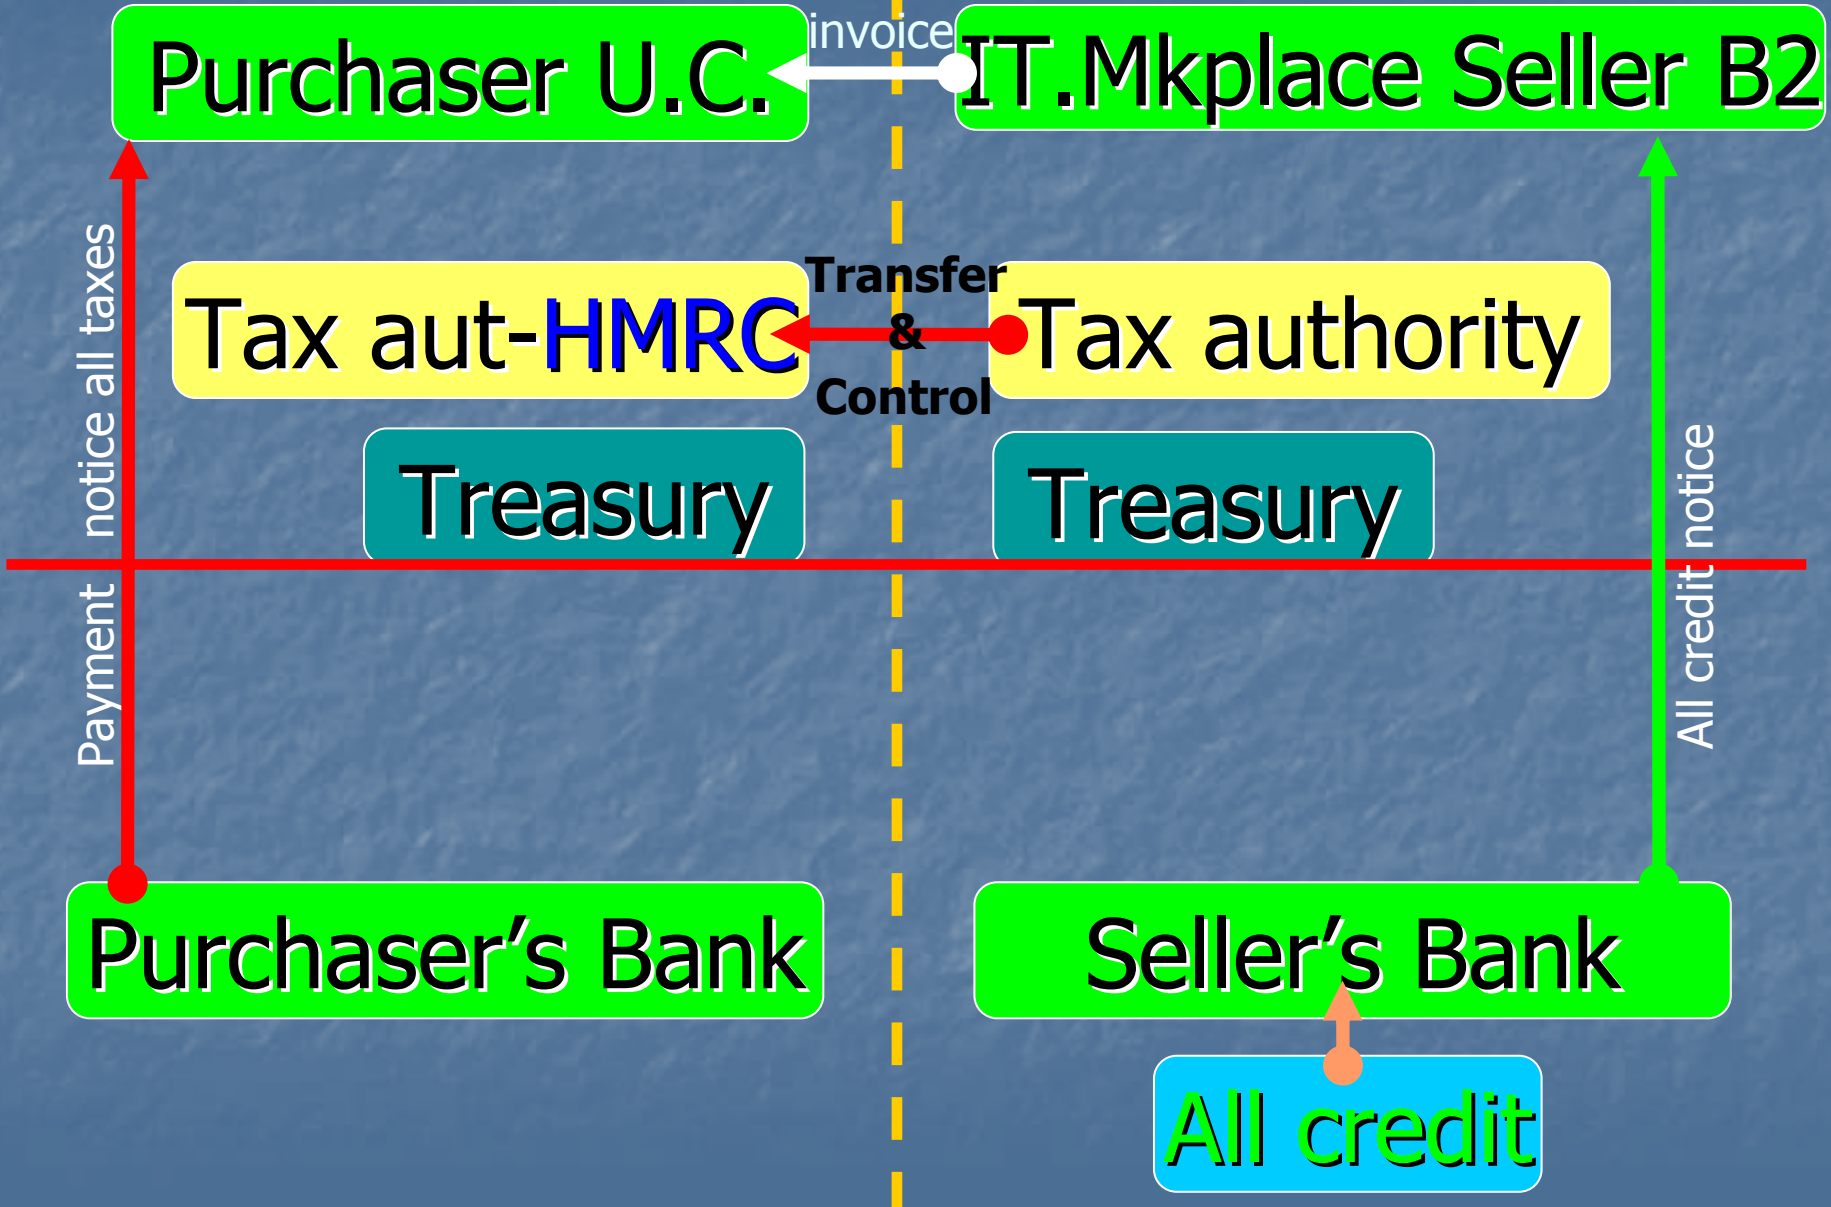 Purchaser U.C.
invoice
IT.Mkplace Seller B2
Payment notice all taxes
Tax aut-HMRC
Transfer
&
Control
Tax authority
Treasury
Treasury
All credit notice
Purchaser’s Bank
Seller’s Bank
All credit